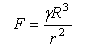 F = γR³ / r²